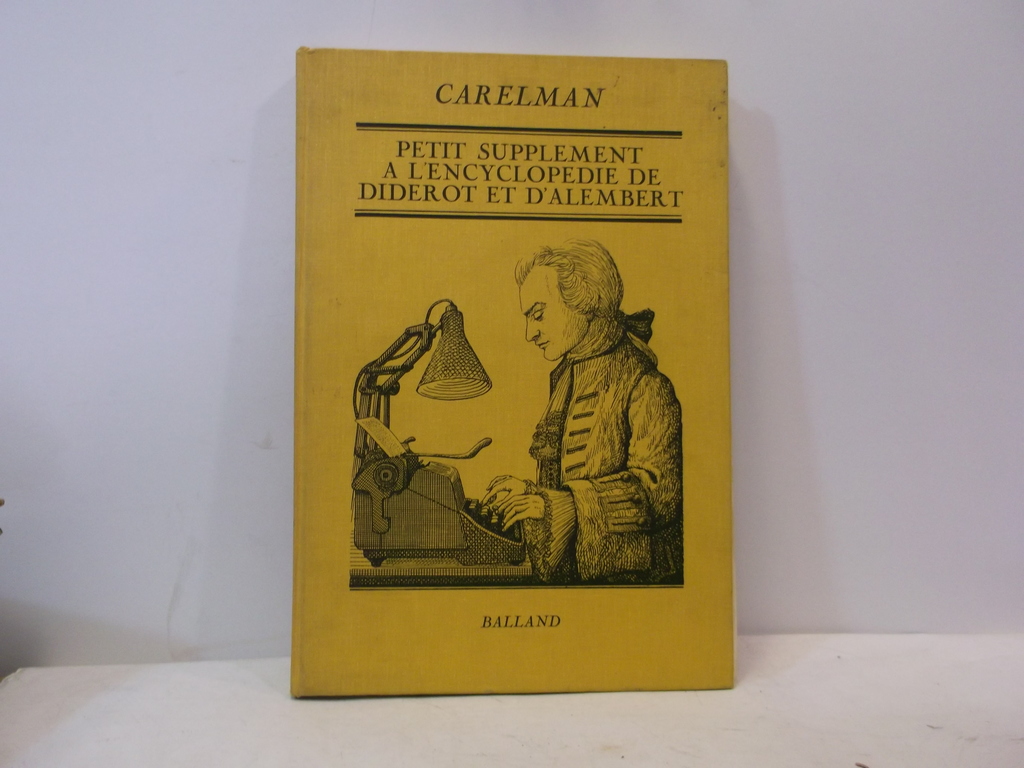 CARELMAN
PETIT SUPPLEMENT
A L'ENCYCLOPEDIE DE
DIDEROT ET D'ALEMBERT
BALLAND